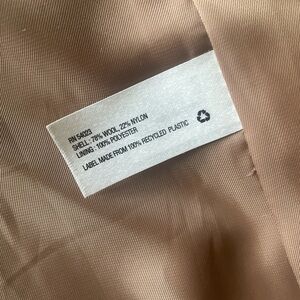 RN 54023
SHELL: 78% WOOL, 22% NYLON
LINING: 100% POLYESTER
LABEL MADE FROM 100% RECYCLED PLASTIC